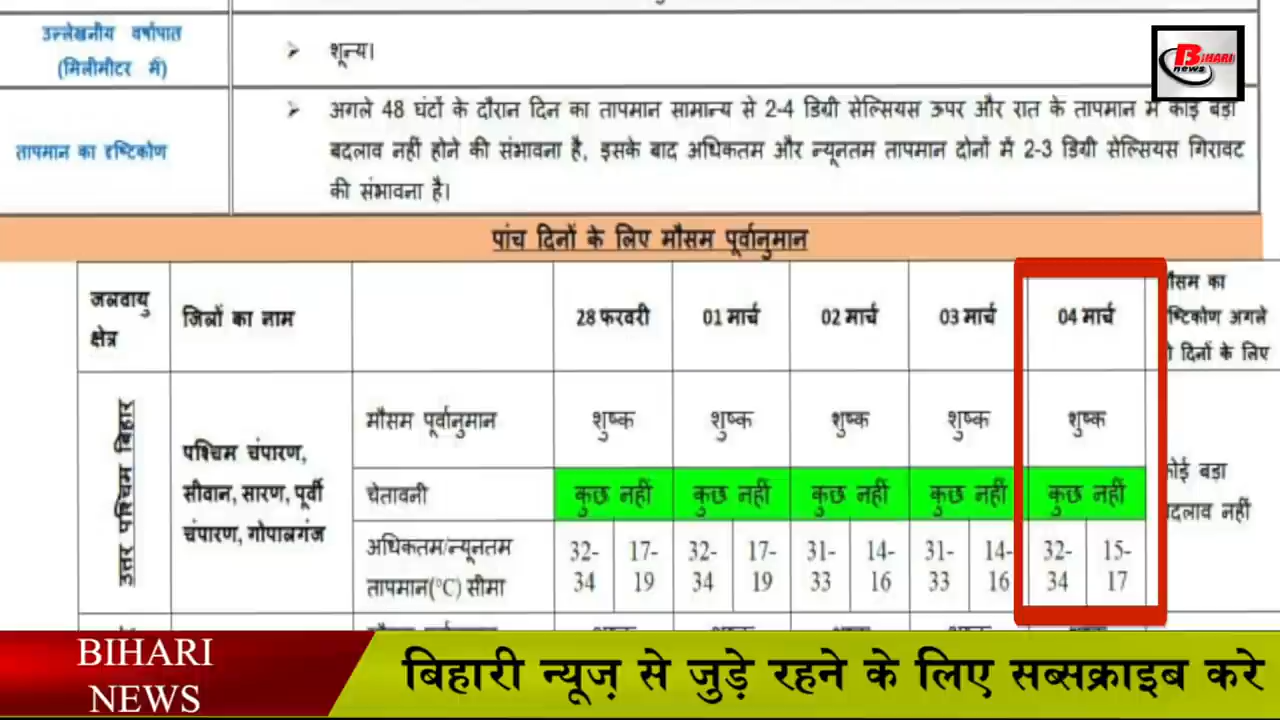 उल्लेखनीय वर्षापात
(मिलीमीटर में)
शून्य।
BIHARI
news
तापमान का दृष्टिकोण
अगले 48 घंटों के दौरान दिन का तापमान सामान्य से 2-4 डिग्री सेल्सियस ऊपर और रात के तापमान में कोई बड़ा
बदलाव नहीं होने की संभावना है, इसके बाद अधिकतम और न्यूनतम तापमान दोनों में 2-3 डिग्री सेल्सियस गिरावट
की संभावना है।
पांच दिनों के लिए मौसम पूर्वानुमान
जलवायु
क्षेत्र
जिलों का नाम
28 फरवरी
01 मार्च
02 मार्च
03 मार्च
04 मार्च
का
अगले
दिनों के लिए
उत्तर पश्चिम बिहार
पश्चिम चंपारण,
सीवान, सारण, पूर्वी
चंपारण, गोपालगंज
मौसम पूर्वानुमान
शुष्क
शुष्क
शुष्क
शुष्क
शुष्क
चेतावनी
कुछ नहीं
कुछ नहीं
कुछ नहीं
कुछ नहीं
कुछ नहीं
बड़ा
नहीं
अधिकतम/न्यूनतम
तापमान(°C) सीमा
32-
34
17-
19
32-
34
17-
19
31-
33
14-
16
31-
33
14-
16
32-
34
15-
17
BIHARI
NEWS
बिहारी न्यूज़ से जुड़े रहने के लिए सब्सक्राइब करे